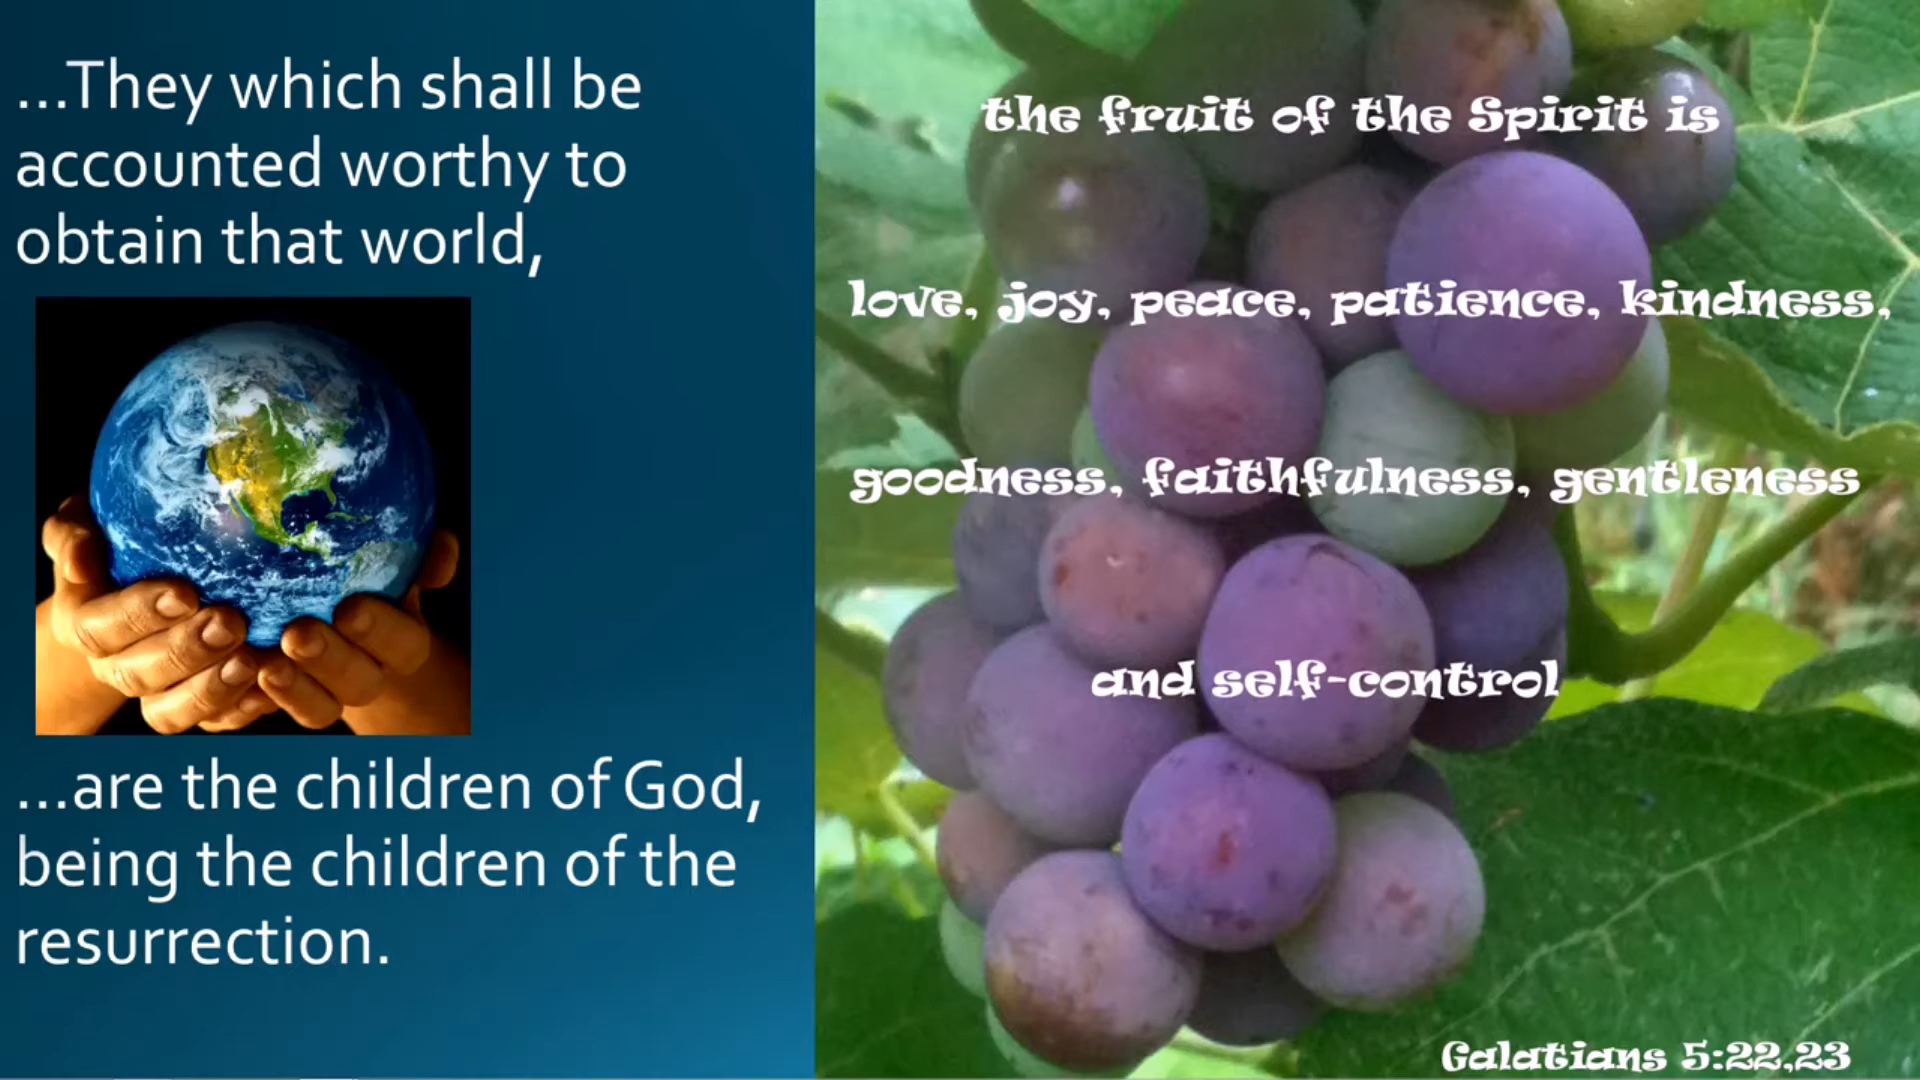 ...They which shall be
accounted worthy to
obtain that world,
...are the children of God,
being the children of the
resurrection.
the fruit of the Spirit is
love, joy, peace, patience, kindness,
goodness, faithfulness, gentleness
and self-control
Galatians 5:22,23